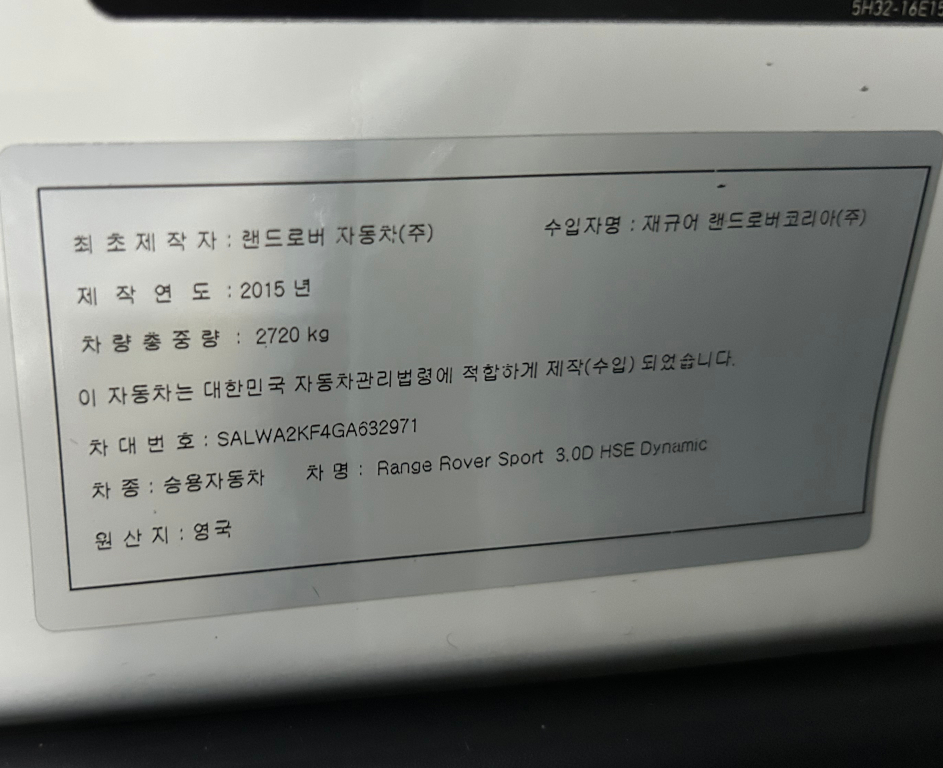 5H32-16E15
최 초 제 작 자 : 랜드로버 자동차(주) 수입자명 : 재규어 랜드로버코리아(주)
제 작 연 도 : 2015 년
차 량 총 중 량 : 2720 kg
이 자동차는 대한민국 자동차관리법령에 적합하게 제작(수입) 되었습니다.
차 대 번 호 : SALWA2KF4GA632971
차 종 : 승용자동차 차 명 : Range Rover Sport 3.0D HSE Dynamic
원 산 지 : 영국